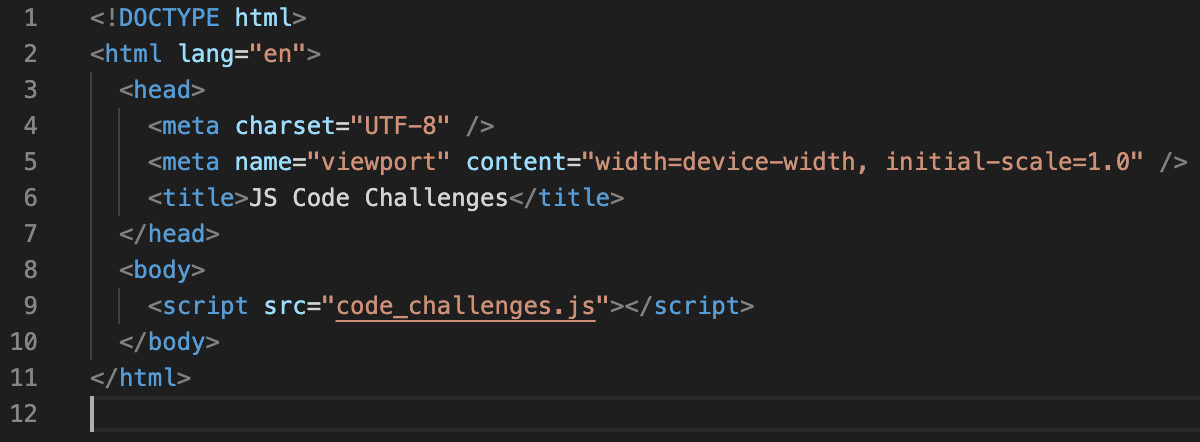 1 <!DOCTYPE html>
2 <html lang="en">
3   <head>
4     <meta charset="UTF-8" />
5     <meta name="viewport" content="width=device-width, initial-scale=1.0" />
6     <title>JS Code Challenges</title>
7   </head>
8   <body>
9     <script src="code_challenges.js"></script>
10   </body>
11 </html>
12